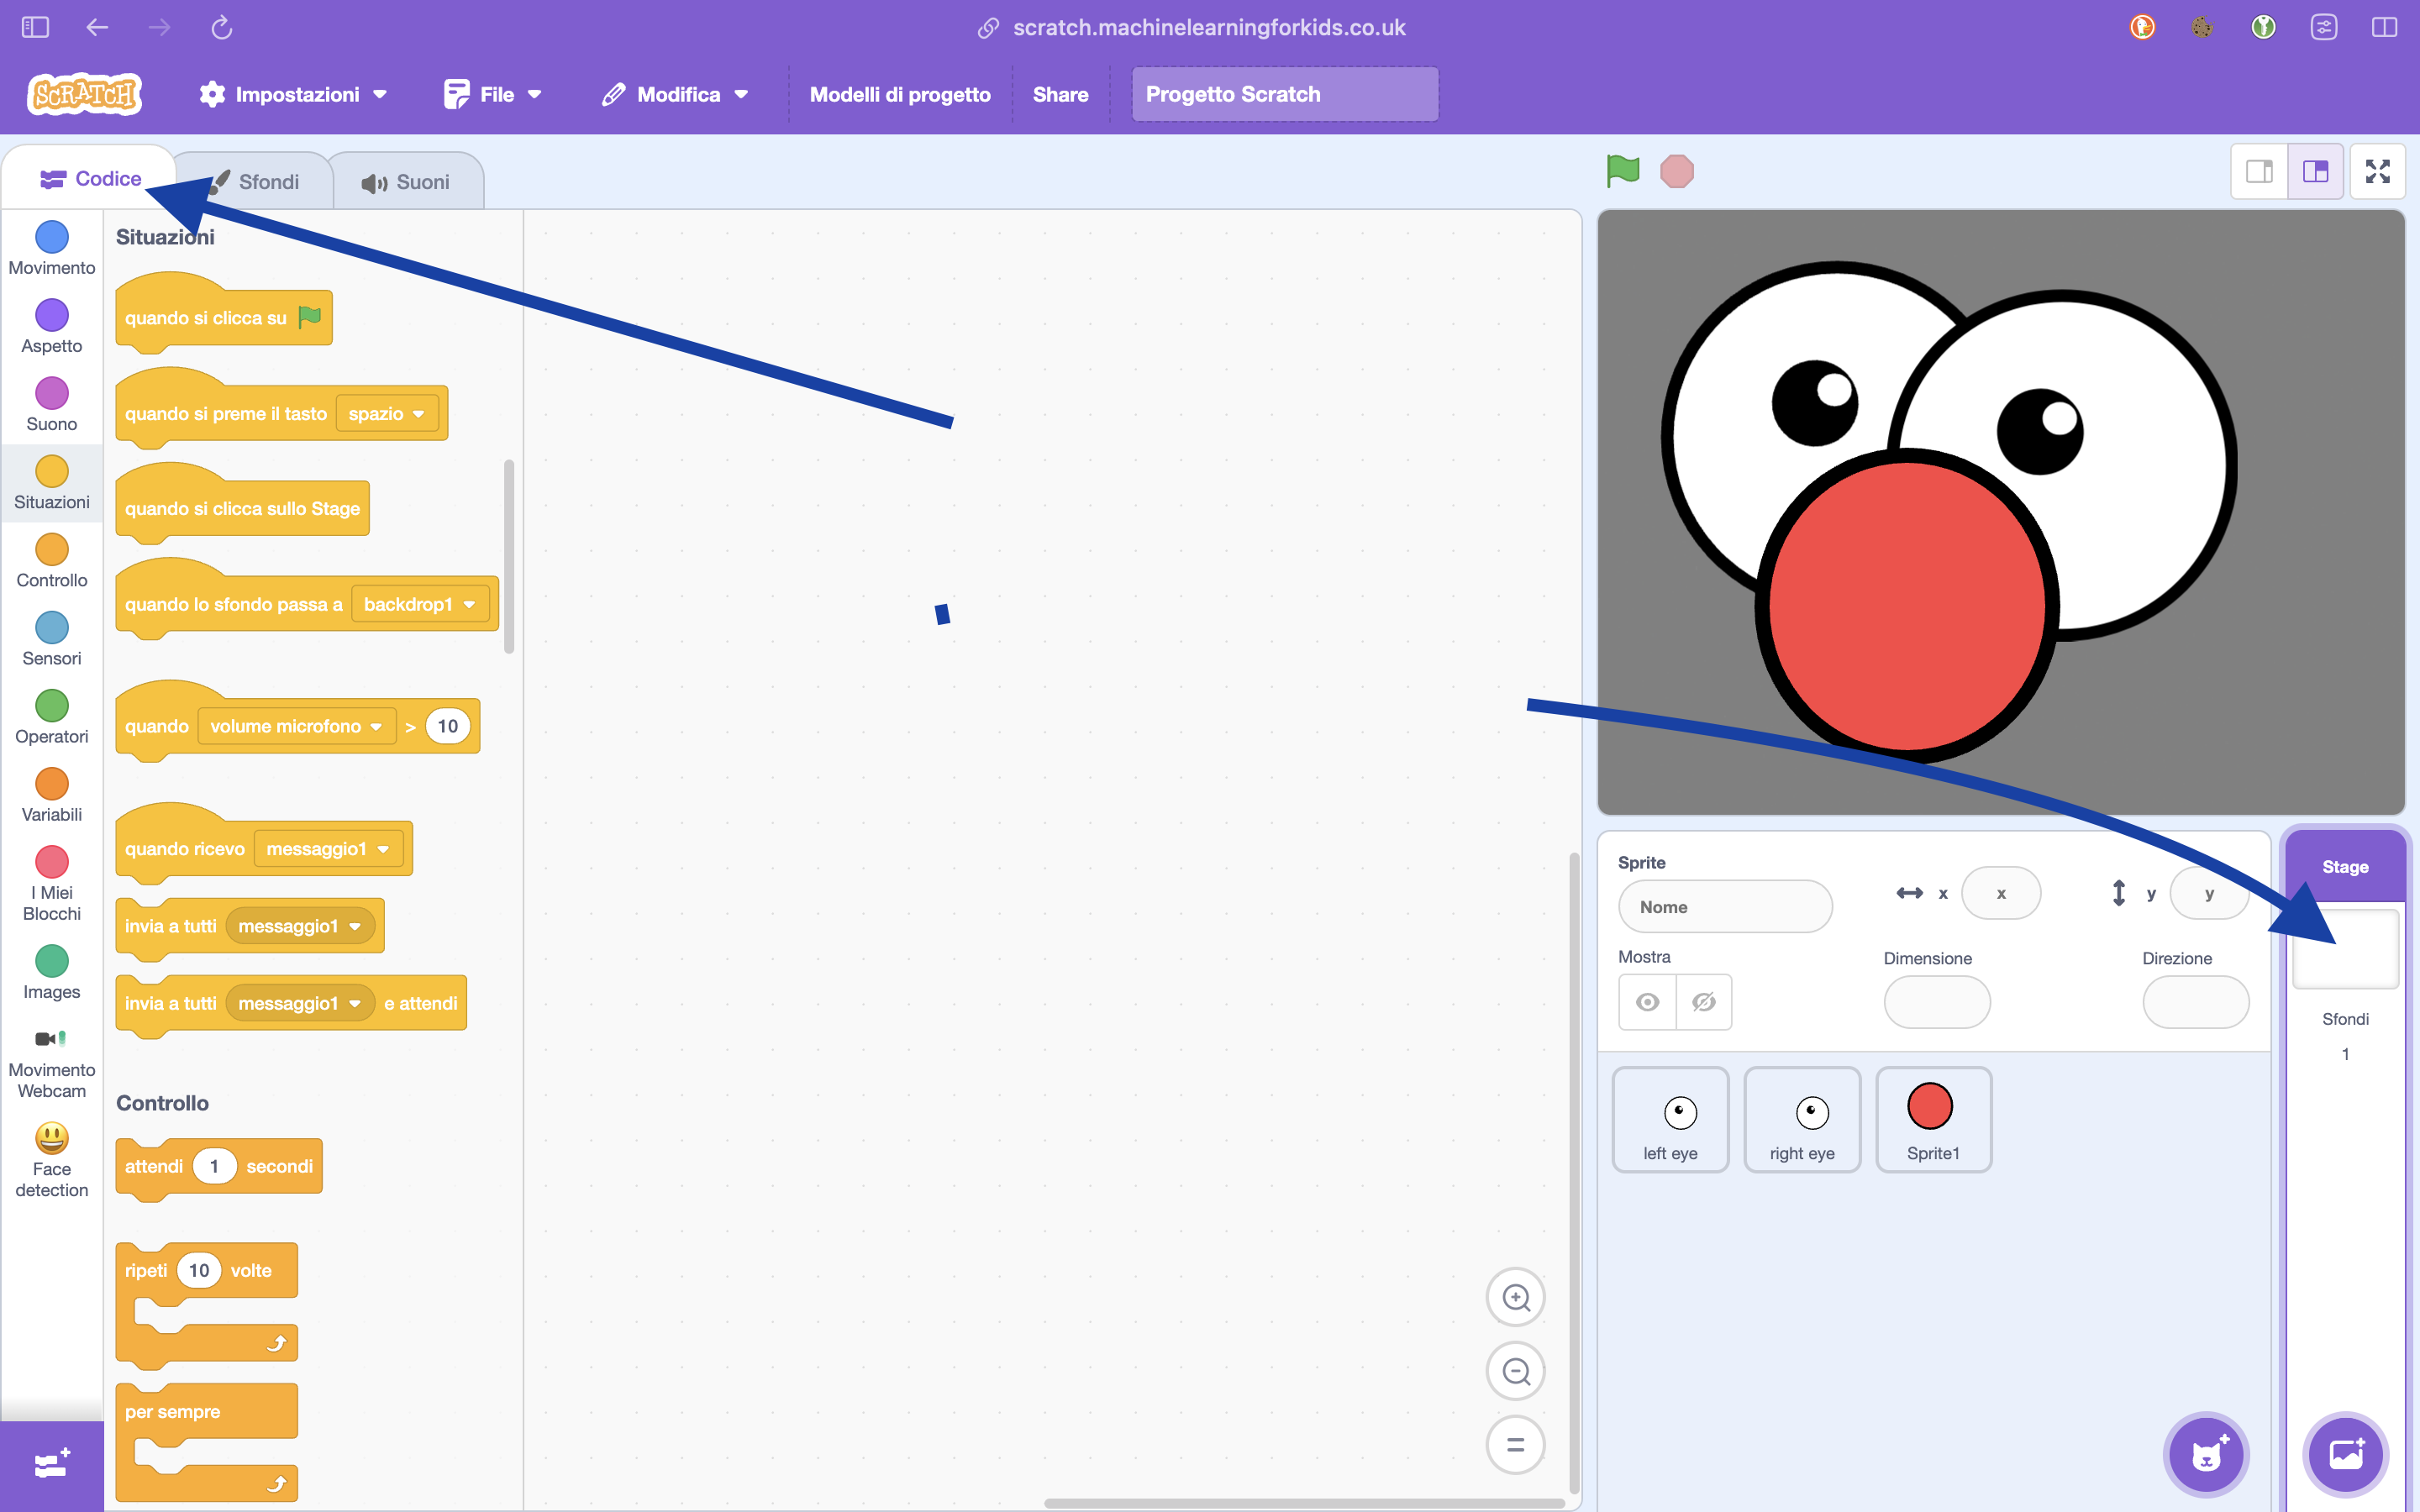 scratch.machinelearningforkids.co.uk
SCRATCH
Impostazioni
File
Modifica
Modelli di progetto
Share
Progetto Scratch
Codice
Sfondi
Suoni
Movimento
Aspetto
Suono
Situazioni
Controllo
Sensori
Operatori
Variabili
I Miei
Blocchi
Images
Movimento
Webcam
Face
detection
Situazioni
quando si clicca su
quando si preme il tasto spazio
quando si clicca sullo Stage
quando lo sfondo passa a backdrop1
quando volume microfono > 10
quando ricevo messaggio1
invia a tutti messaggio1
invia a tutti messaggio1 e attendi
Controllo
attendi 1 secondi
ripeti 10 volte
per sempre
Sprite
Nome
x x
y y
Mostra
Dimensione
Direzione
left eye
right eye
Sprite1
Stage
Sfondi
1